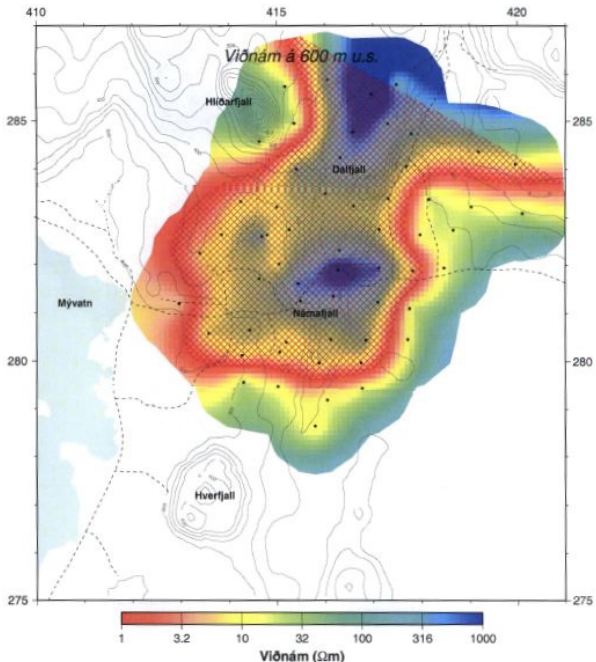 410 415 420
Viðnám á 600 m u.s.
Hlíðarfjall
285 285
Dalfjall
Mývatn
Námafjall
280 280
Hverfjall
275 275
1 3.2 10 32 100 316 1000
Viðnám (Ωm)